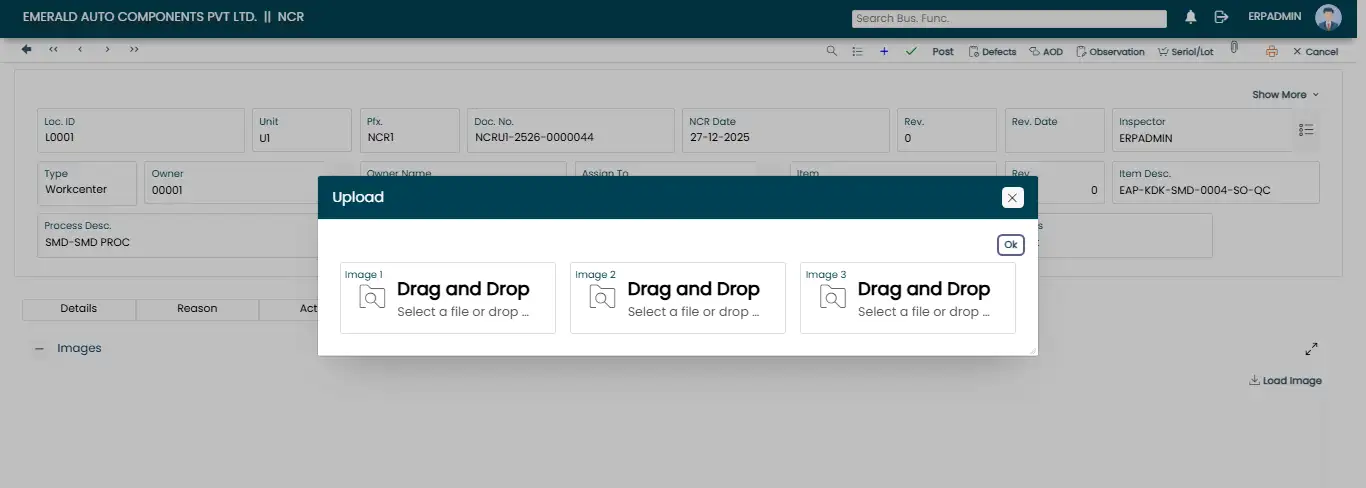 EMERALD AUTO COMPONENTS PVT LTD. || NCR
Search Bus. Func.
ERPADMIN
Post
Defects
AOD
Observation
Seriol/Lot
Cancel
Show More
Loc. ID
L0001
Unit
U1
Pfx.
NCR1
Doc. No.
NCRU1-2526-0000044
NCR Date
27-12-2025
Rev.
0
Rev. Date
Inspector
ERPADMIN
Type
Workcenter
Owner
00001
Owner Name
Assign To
Item
Rev
0
Item Desc.
EAP-KDK-SMD-0004-SO-QC
Process Desc.
SMD-SMD PROC
Upload
Ok
Image 1
Drag and Drop
Select a file or drop ...
Image 2
Drag and Drop
Select a file or drop ...
Image 3
Drag and Drop
Select a file or drop ...
Details
Reason
Images
Load Image